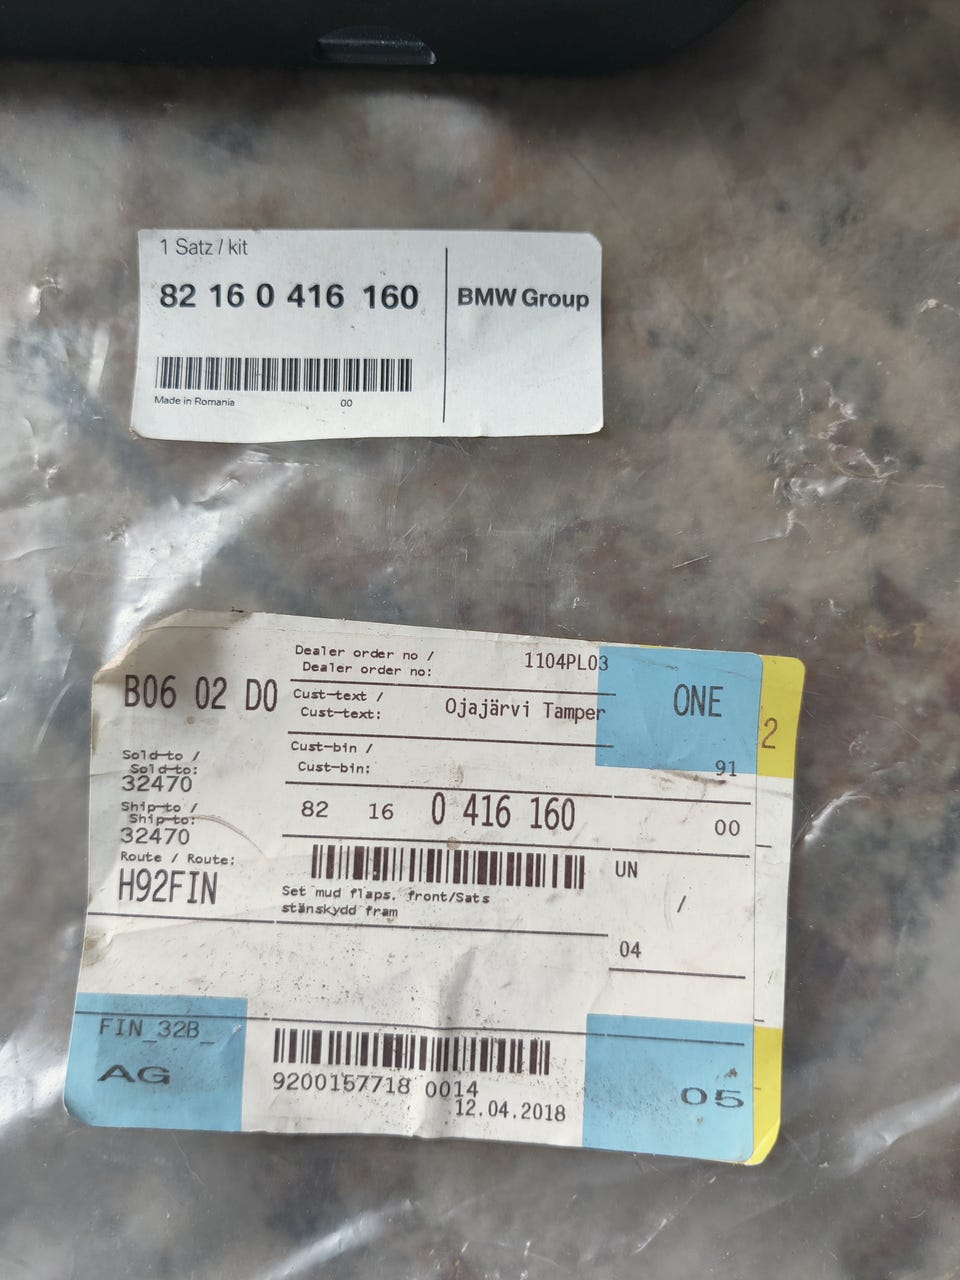 1 Satz / kit
82 16 0 416 160
BMW Group
Made in Romania 00
Dealer order no /
Dealer order no:
1104PL03
ONE
B06 02 D0
Cust-text /
Cust-text:
Ojajärvi Tamper
2
Cust-bin /
Cust-bin:
91
Sold-to /
Sold-to:
32470
82 16 0 416 160
00
Ship-to /
Ship-to:
32470
Route / Route:
H92FIN
UN
Set mud flaps, front/Sats
stänskydd fram
/
04
FIN_32B_
AG
9200157718 0014
12.04.2018
05